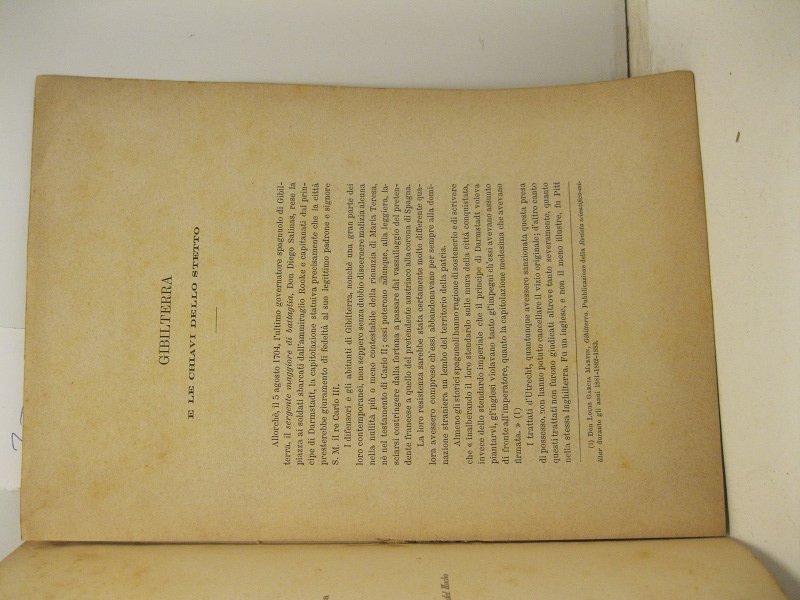 GIBILTERRA
E LE CHIAVI DELLO STETTO
Allorchè, il 5 agosto 1704, l'ultimo governatore spagnuolo di Gibil-
terra, il sergente maggiore di battaglia, Don Diego Salinas, rese la
piazza ai soldati sbarcati dall'ammiraglio Rooke e capitanati dal prin-
cipe di Darmstadt, la capitolazione statuiva precisamente che la città
presterebbe giuramento di fedeltà al suo legittimo padrone e signore
S. M. il re Carlo III.
I difensori e gli abitanti di Gibilterra, nonchè una gran parte dei
loro contemporanei, non seppero senza dubbio discernere malizia alcuna
nella nullità più o meno contestabile della rinunzia di Maria Teresa,
nè nel testamento di Carlo II; essi poterono adunque, alla leggiera, la-
sciarsi costringere dalla fortuna a passare dal vassallaggio del preten-
dente francese a quello del pretendente austriaco alla corona di Spagna.
La loro resistenza sarebbe stata certamente molto differente qua-
lora avessero compreso ch'essi abbandonavano per sempre alla domi-
nazione straniera un lembo del territorio della patria.
Almeno gli storici spagnuoli hanno ragione di sostenerlo e di scrivere
che « inalberando il loro stendardo sulle mura della città conquistata,
invece dello stendardo imperiale che il principe di Darmstadt voleva
piantarvi, gl'inglesi violavano tanto gl'impegni ch'essi avevano assunto
di fronte all'Imperatore, quanto la capitolazione medesima che avevano
firmata. » (1)
I trattati d'Utrecht, quantunque avessero sanzionata questa presa
di possesso, non hanno potuto cancellare il vizio originale; d'altro canto
questi trattati non furono giudicati altrove tanto severamente, quanto
nella stessa Inghilterra. Fu un inglese, e non il meno illustre, fu Pitt
(1) Don Louis Garcia Martin, Gibilterra. Pubblicazione della Revista scientifico-mi-
litar durante gli anni 1881-1882-1883.
del Hacho